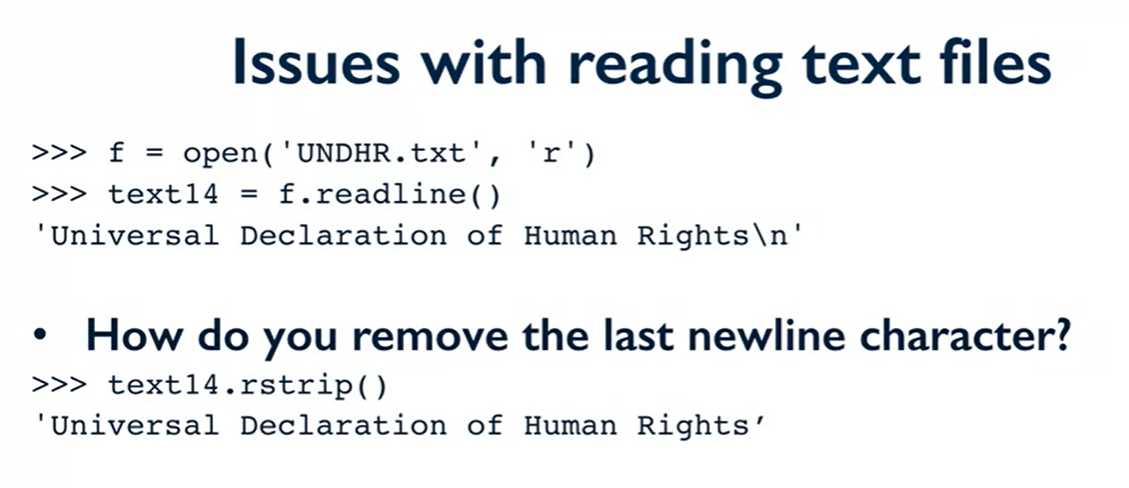 Issues with reading text files
>>> f = open('UNDHR.txt', 'r')
>>> text14 = f.readline()
'Universal Declaration of Human Rights\n'
• How do you remove the last newline character?
>>> text14.rstrip()
'Universal Declaration of Human Rights’